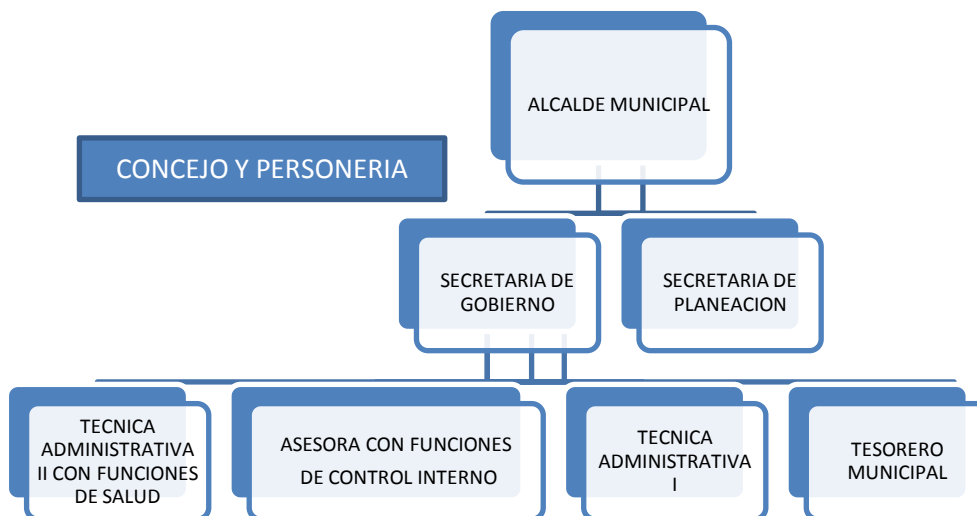 ALCALDE MUNICIPAL
CONCEJO Y PERSONERIA
SECRETARIA DE
GOBIERNO
SECRETARIA DE
PLANEACION
TECNICA
ADMINISTRATIVA
II CON FUNCIONES
DE SALUD
ASESORA CON FUNCIONES
DE CONTROL INTERNO
TECNICA
ADMINISTRATIVA
I
TESORERO
MUNICIPAL